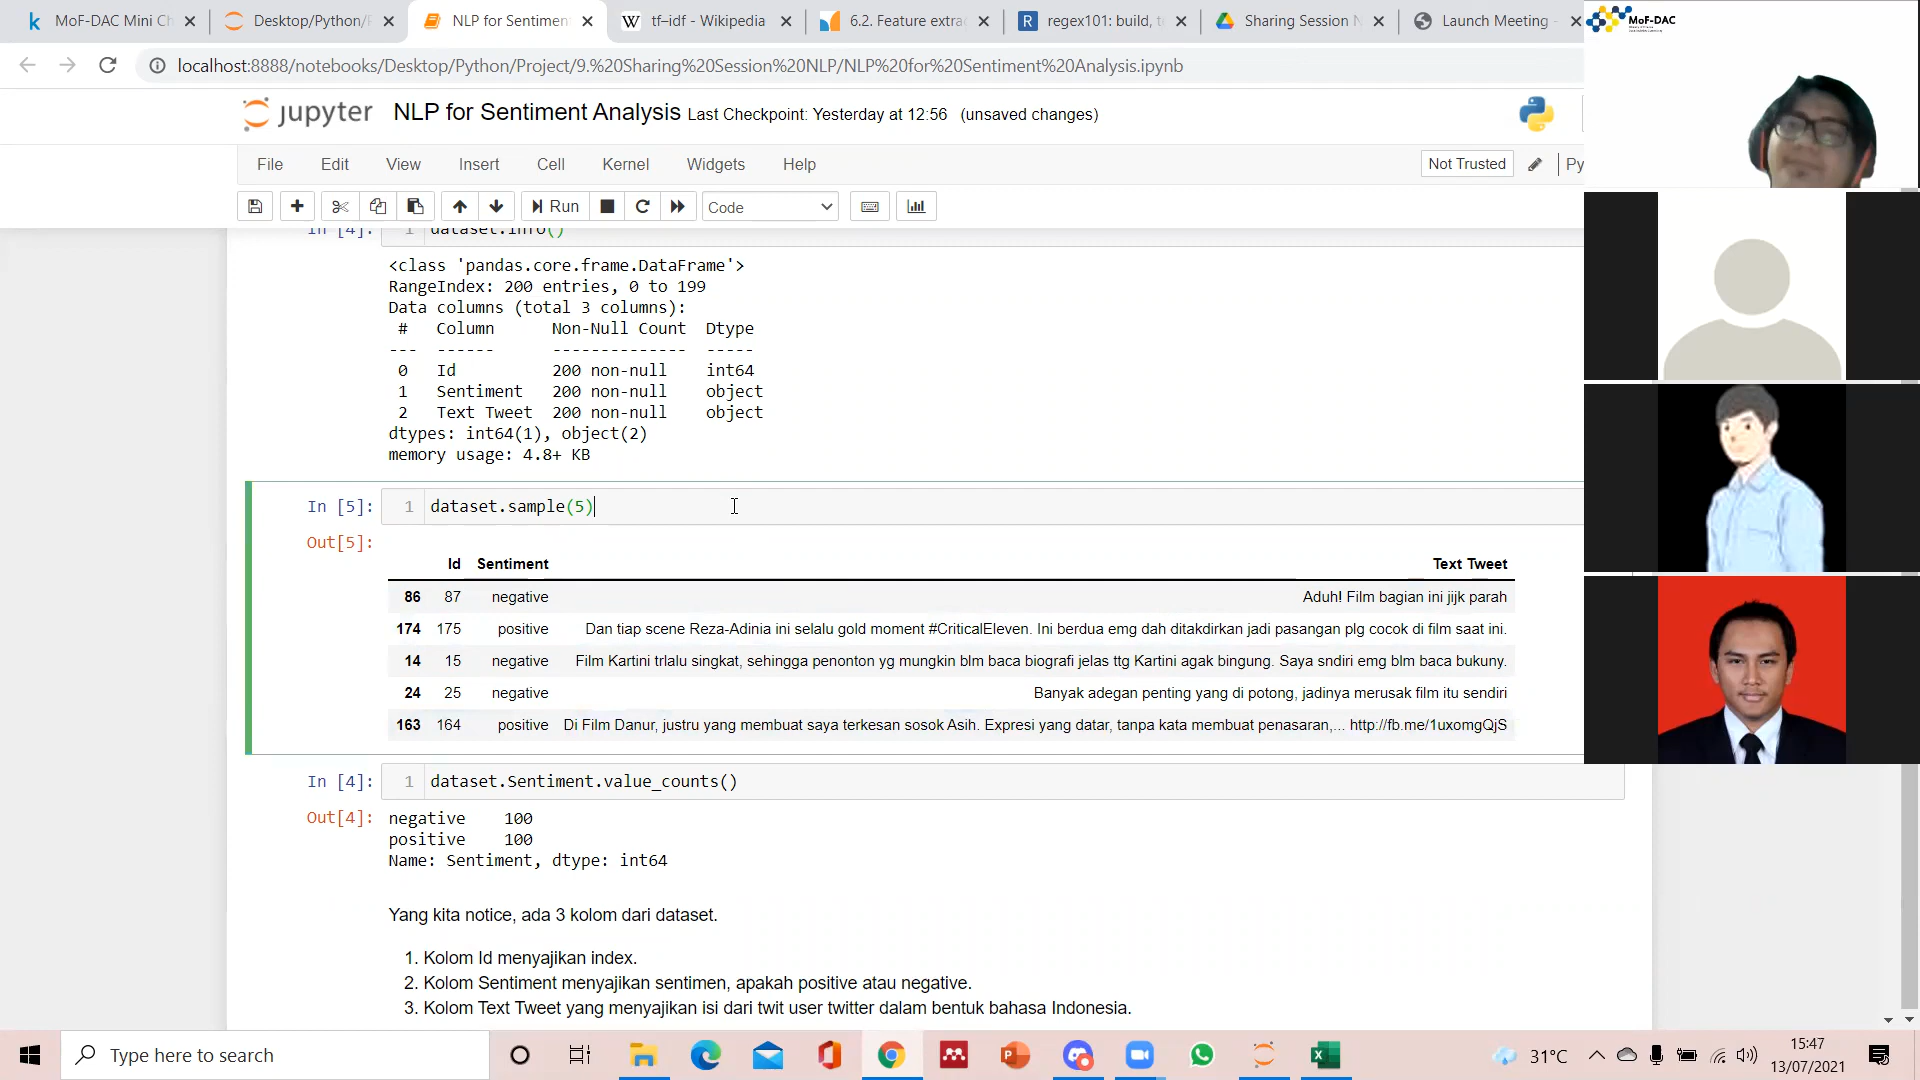 MoF-DAC Mini Ch
Desktop/Python/P
NLP for Sentiment
tf–idf - Wikipedia
6.2. Feature extrac
regex101: build, te
Sharing Session N
Launch Meeting -
localhost:8888/notebooks/Desktop/Python/Project/9.%20Sharing%20Session%20NLP/NLP%20for%20Sentiment%20Analysis.ipynb
MoF-DAC
jupyter NLP for Sentiment Analysis Last Checkpoint: Yesterday at 12:56 (unsaved changes)
File Edit View Insert Cell Kernel Widgets Help
Not Trusted
Py
Run
Code
In [4]: 1 dataset.info()
<class 'pandas.core.frame.DataFrame'>
RangeIndex: 200 entries, 0 to 199
Data columns (total 3 columns):
# Column Non-Null Count Dtype
--- ------ -------------- -----
0 Id 200 non-null int64
1 Sentiment 200 non-null object
2 Text Tweet 200 non-null object
dtypes: int64(1), object(2)
memory usage: 4.8+ KB
In [5]: 1 dataset.sample(5)
Out[5]:
Id Sentiment Text Tweet
86 87 negative Aduh! Film bagian ini jijk parah
174 175 positive Dan tiap scene Reza-Adinia ini selalu gold moment #CriticalEleven. Ini berdua emg dah ditakdirkan jadi pasangan plg cocok di film saat ini.
14 15 negative Film Kartini trlalu singkat, sehingga penonton yg mungkin blm baca biografi jelas ttg Kartini agak bingung. Saya sndiri emg blm baca bukuny.
24 25 negative Banyak adegan penting yang di potong, jadinya merusak film itu sendiri
163 164 positive Di Film Danur, justru yang membuat saya terkesan sosok Asih. Expresi yang datar, tanpa kata membuat penasaran,... http://fb.me/1uxomgQjS
In [4]: 1 dataset.Sentiment.value_counts()
Out[4]: negative 100
positive 100
Name: Sentiment, dtype: int64
Yang kita notice, ada 3 kolom dari dataset.
1. Kolom Id menyajikan index.
2. Kolom Sentiment menyajikan sentimen, apakah positive atau negative.
3. Kolom Text Tweet yang menyajikan isi dari twit user twitter dalam bentuk bahasa Indonesia.
Type here to search
31°C
15:47
13/07/2021